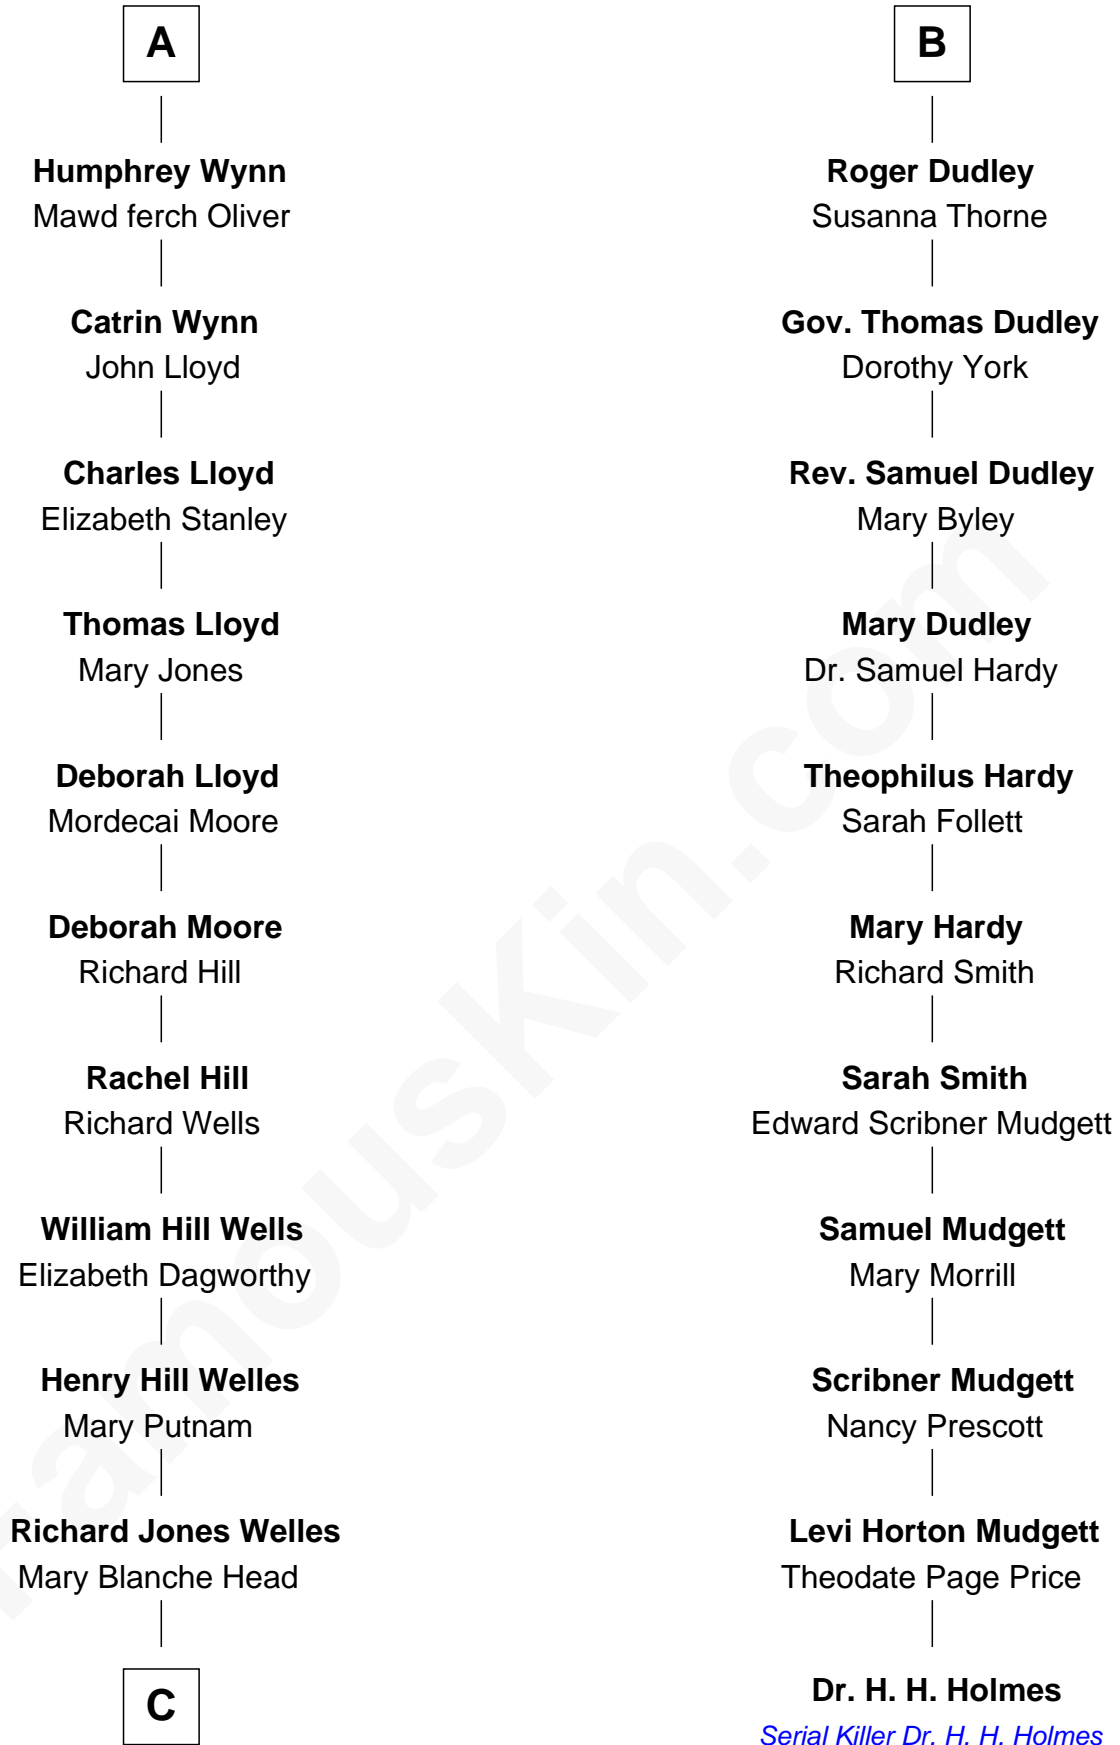 A
Humphrey Wynn
Mawd ferch Oliver
Catrin Wynn
John Lloyd
Charles Lloyd
Elizabeth Stanley
Thomas Lloyd
Mary Jones
Deborah Lloyd
Mordecai Moore
Deborah Moore
Richard Hill
Rachel Hill
Richard Wells
William Hill Wells
Elizabeth Dagworthy
Henry Hill Welles
Mary Putnam
Richard Jones Welles
Mary Blanche Head
C
B
Roger Dudley
Susanna Thorne
Gov. Thomas Dudley
Dorothy York
Rev. Samuel Dudley
Mary Byley
Mary Dudley
Dr. Samuel Hardy
Theophilus Hardy
Sarah Follett
Mary Hardy
Richard Smith
Sarah Smith
Edward Scribner Mudgett
Samuel Mudgett
Mary Morrill
Scribner Mudgett
Nancy Prescott
Levi Horton Mudgett
Theodate Page Price
Dr. H. H. Holmes
Serial Killer Dr. H. H. Holmes
FamousKin.com